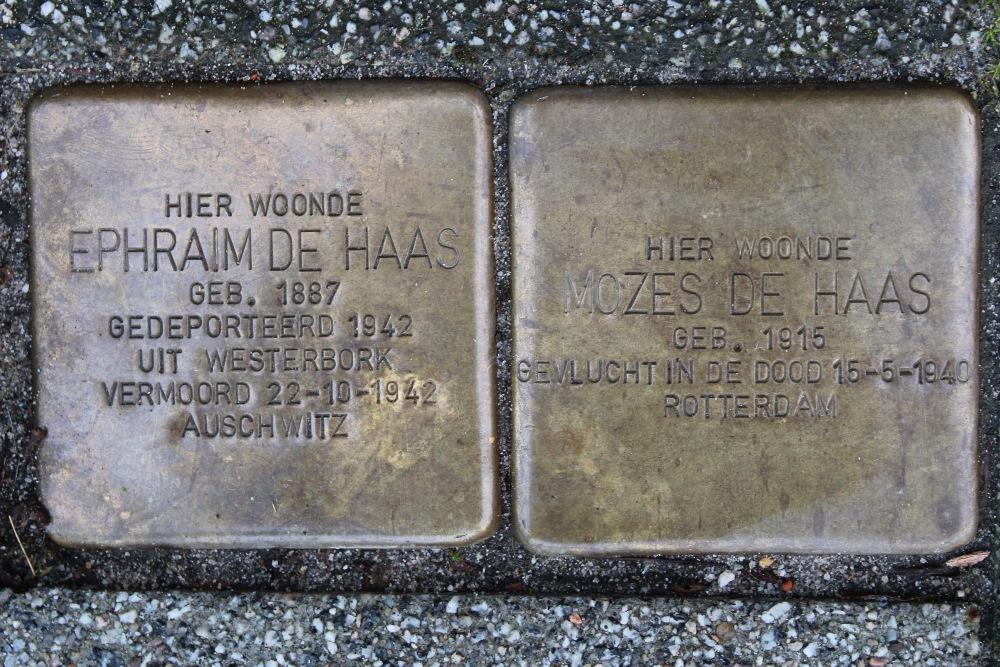 HIER WOONDE
EPHRAIM DE HAAS
GEB. 1887
GEDEPORTEERD 1942
UIT WESTERBORK
VERMOORD 22-10-1942
AUSCHWITZ
HIER WOONDE
MOZES DE HAAS
GEB. 1915
GEVLUCHT IN DE DOOD 15-5-1940
ROTTERDAM